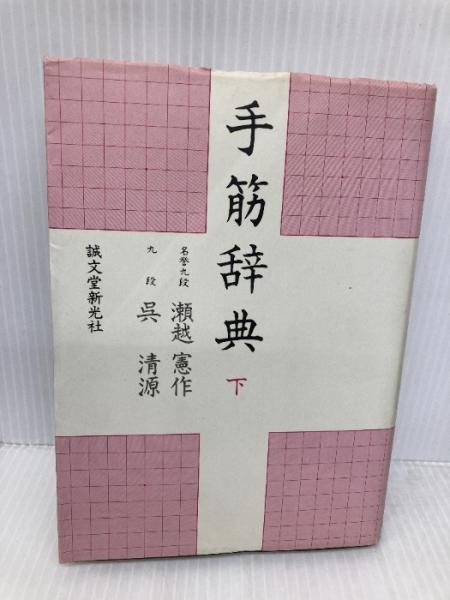 手筋辞典 下
名誉九段 瀬越憲作
九段 呉清源
誠文堂新光社